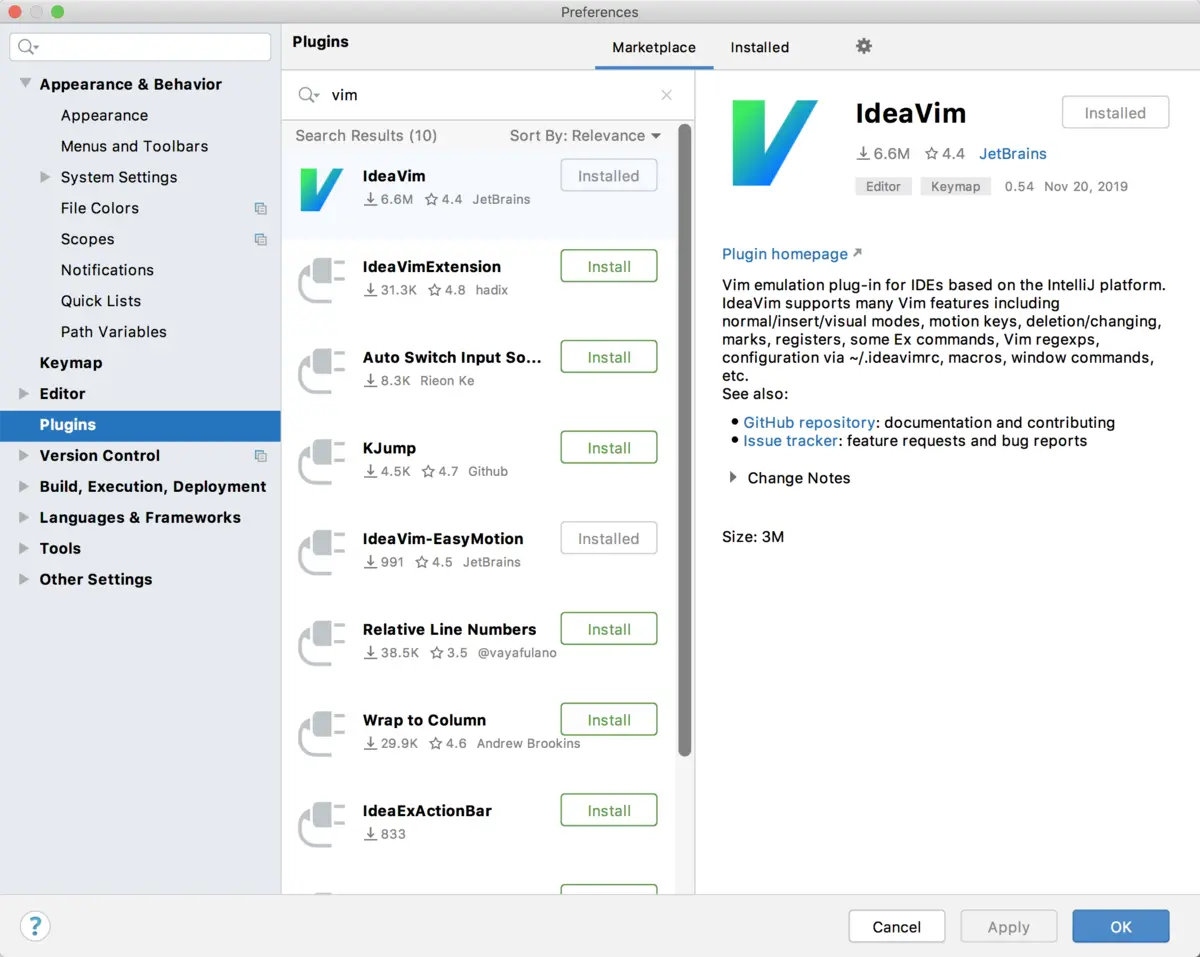 Preferences
Appearance & Behavior
Appearance
Menus and Toolbars
System Settings
File Colors
Scopes
Notifications
Quick Lists
Path Variables
Keymap
Editor
Plugins
Version Control
Build, Execution, Deployment
Languages & Frameworks
Tools
Other Settings
Plugins
Marketplace
Installed
vim
Search Results (10)
Sort By: Relevance
IdeaVim
Installed
6.6M 4.4 JetBrains
IdeaVimExtension
Install
31.3K 4.8 hadix
Auto Switch Input So...
Install
8.3K Rieon Ke
KJump
Install
4.5K 4.7 Github
IdeaVim-EasyMotion
Installed
991 4.5 JetBrains
Relative Line Numbers
Install
38.5K 3.5 @vayafulano
Wrap to Column
Install
29.9K 4.6 Andrew Brookins
IdeaExActionBar
Install
833
IdeaVim
Installed
6.6M 4.4 JetBrains
Editor Keymap 0.54 Nov 20, 2019
Plugin homepage
Vim emulation plug-in for IDEs based on the IntelliJ platform.
IdeaVim supports many Vim features including
normal/insert/visual modes, motion keys, deletion/changing,
marks, registers, some Ex commands, Vim regexps,
configuration via ~/.ideavimrc, macros, window commands,
etc.
See also:
• GitHub repository: documentation and contributing
• Issue tracker: feature requests and bug reports
Change Notes
Size: 3M
?
Cancel
Apply
OK